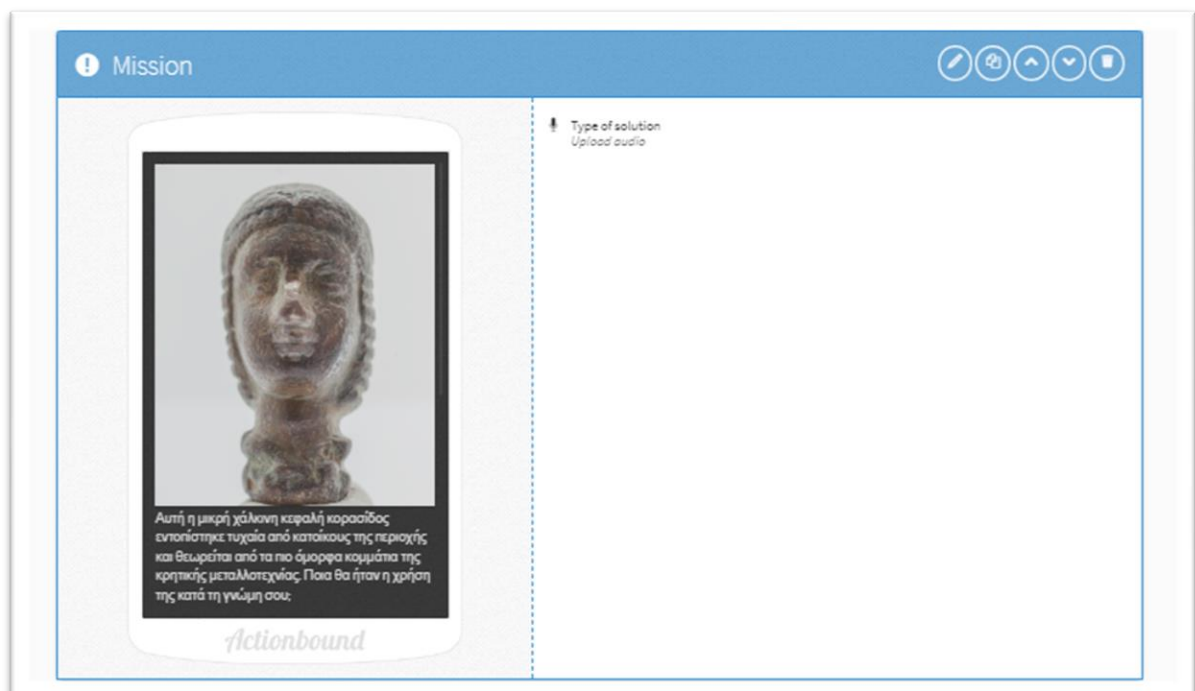 Mission
Type of solution
Upload audio
Αυτή η μικρή χάλκινη κεφαλή κορασίδος
εντοπίστηκε τυχαία από κατοίκους της περιοχής
και θεωρείται από τα πιο όμορφα κομμάτια της
κρητικής μεταλλοτεχνίας. Ποια θα ήταν η χρήση
της κατά τη γνώμη σου;
Actionbound